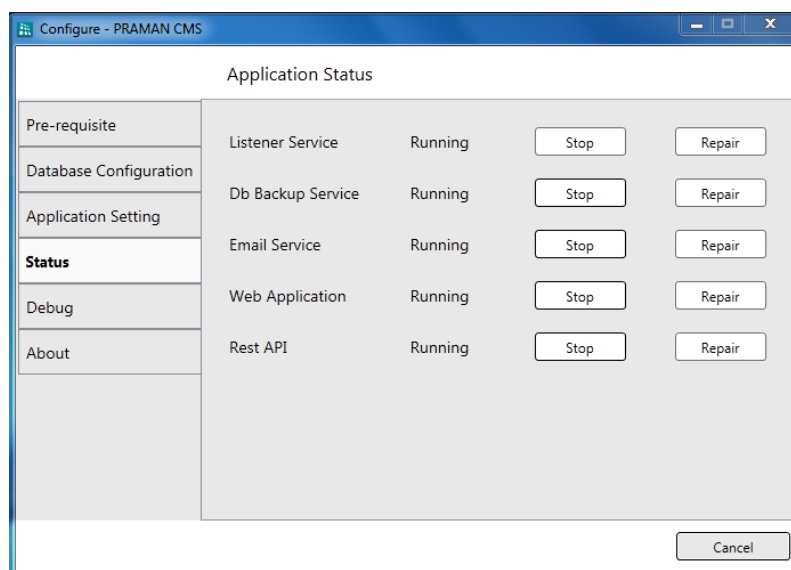 Configure - PRAMAN CMS
Application Status
Pre-requisite
Database Configuration
Application Setting
Status
Debug
About
Listener Service Running Stop Repair
Db Backup Service Running Stop Repair
Email Service Running Stop Repair
Web Application Running Stop Repair
Rest API Running Stop Repair
Cancel